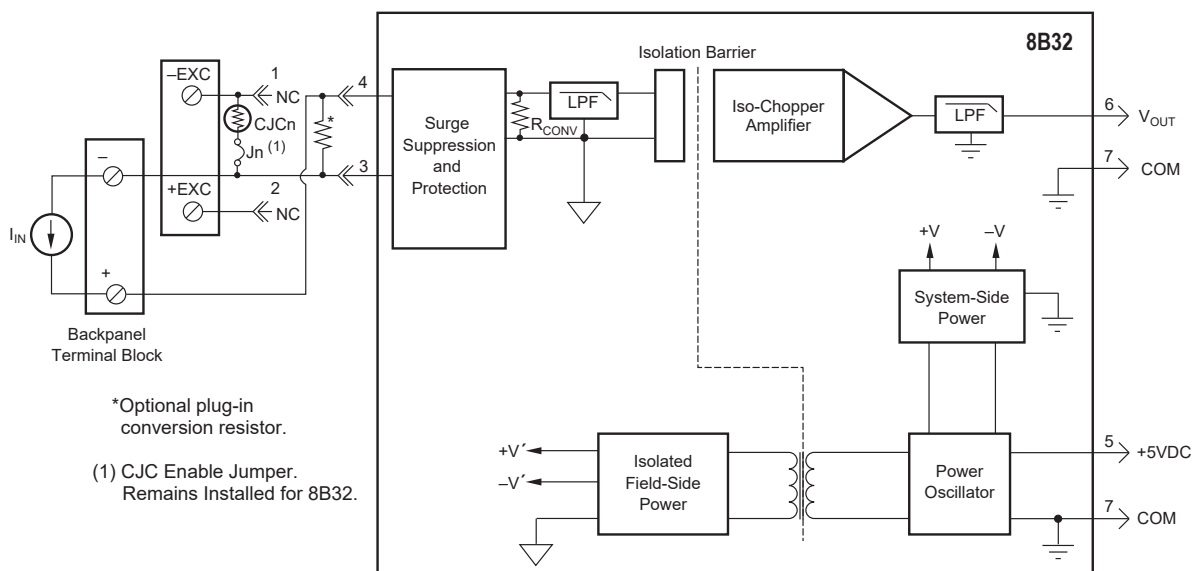 8B32
Isolation Barrier
–EXC
1
NC
CJCn
Jn (1)
*
4
3
Surge
Suppression
and
Protection
LPF
RCONV
Iso-Chopper
Amplifier
LPF
6
VOUT
7
COM
–
+EXC
2
NC
IIN
+
Backpanel
Terminal Block
+V
–V
System-Side
Power
*Optional plug-in
conversion resistor.
(1) CJC Enable Jumper.
Remains Installed for 8B32.
+V´
–V´
Isolated
Field-Side
Power
Power
Oscillator
5
+5VDC
7
COM